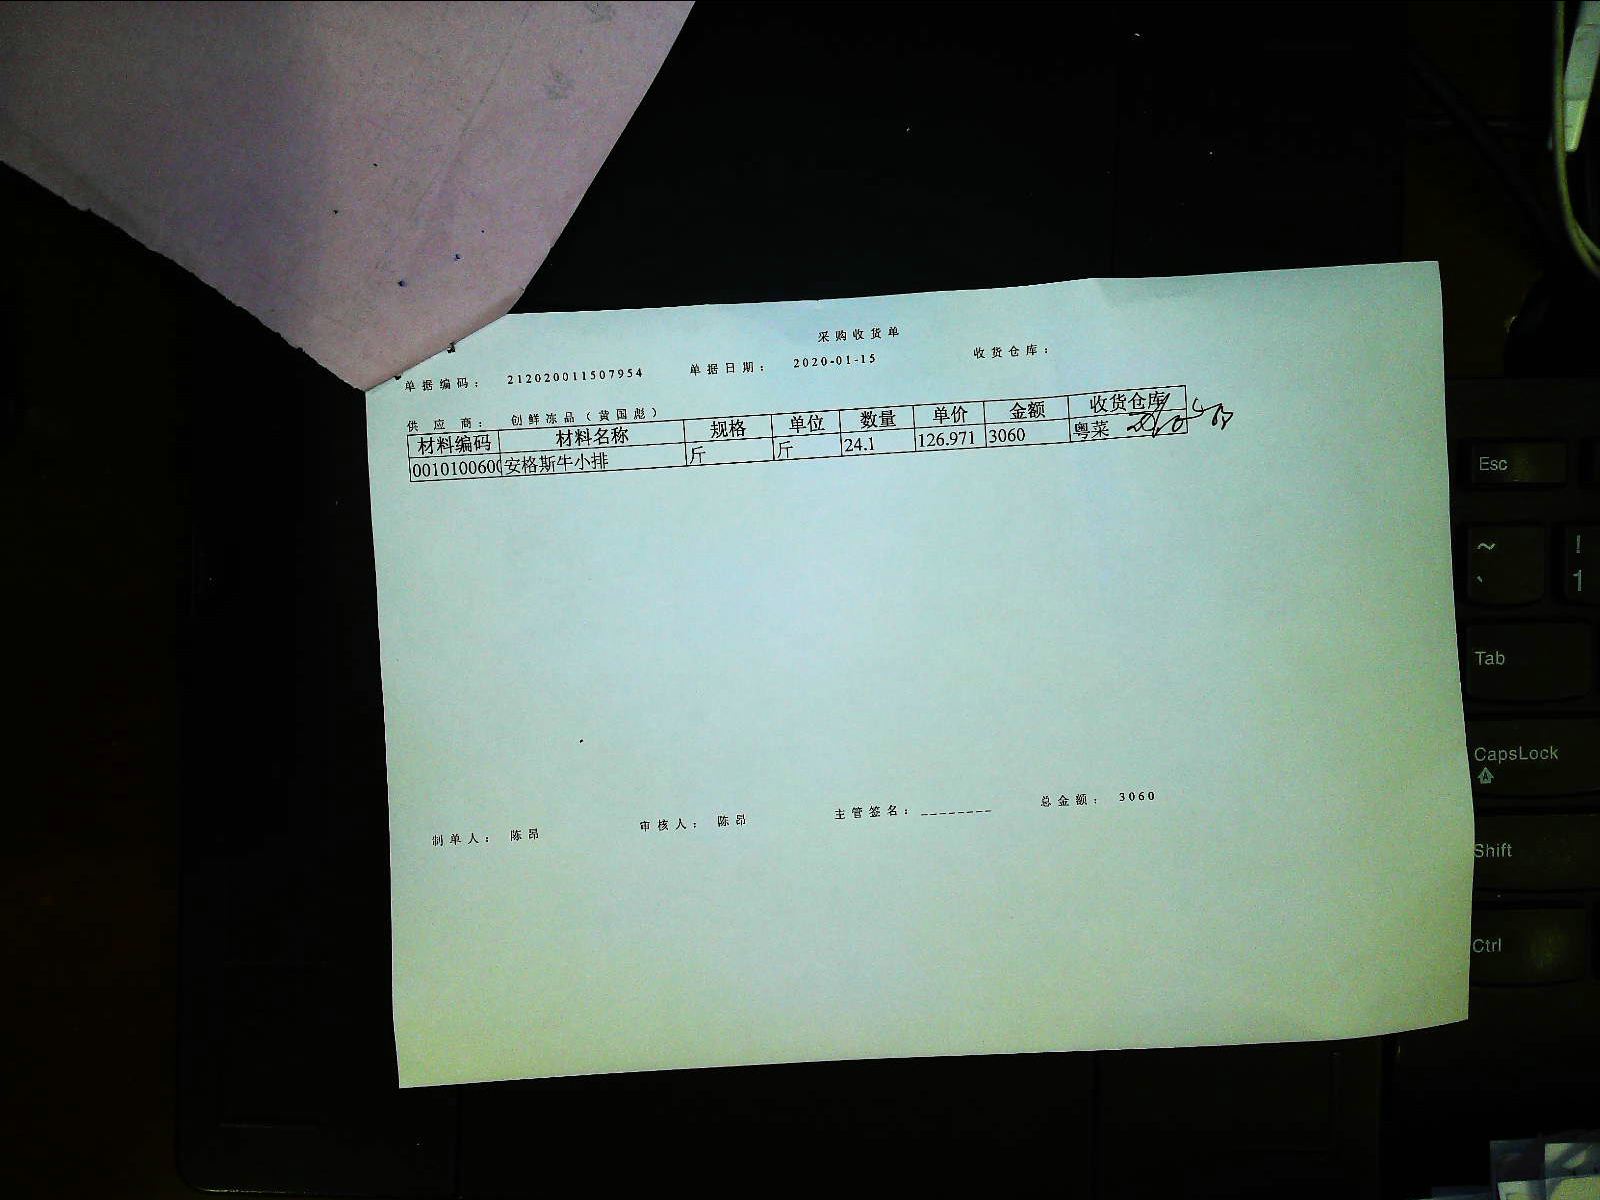 采购收货单
单据编码： 212020011507954 单据日期： 2020-01-15 收货仓库：
供应商： 创鲜冻品（黄国彪）
材料编码 材料名称 规格 单位 数量 单价 金额 收货仓库
0010100600 安格斯牛小排 斤 斤 24.1 126.971 3060 粤菜
制单人： 陈昂 审核人： 陈昂 主管签名：________ 总金额： 3060
Esc
~ !
` 1
Tab
CapsLock
Shift
Ctrl